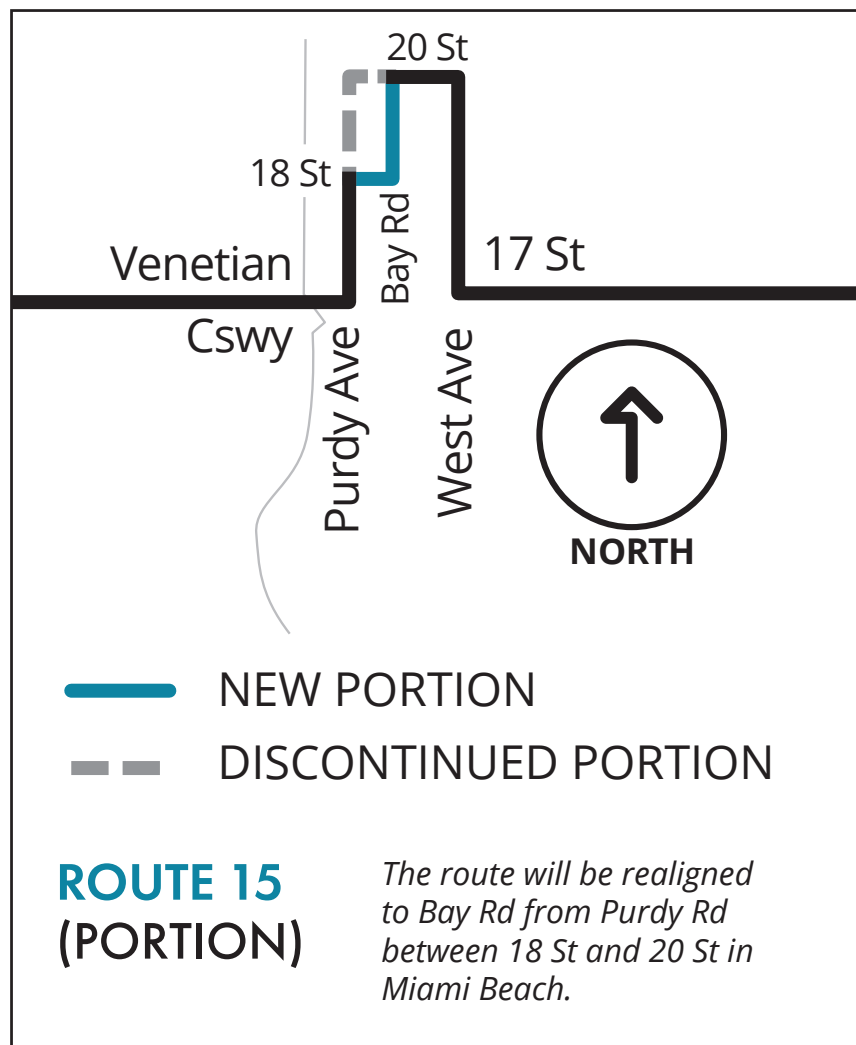 20 St
18 St
Bay Rd
Venetian
Cswy
17 St
Purdy Ave
West Ave
NORTH
NEW PORTION
DISCONTINUED PORTION
ROUTE 15
(PORTION)
The route will be realigned
to Bay Rd from Purdy Rd
between 18 St and 20 St in
Miami Beach.